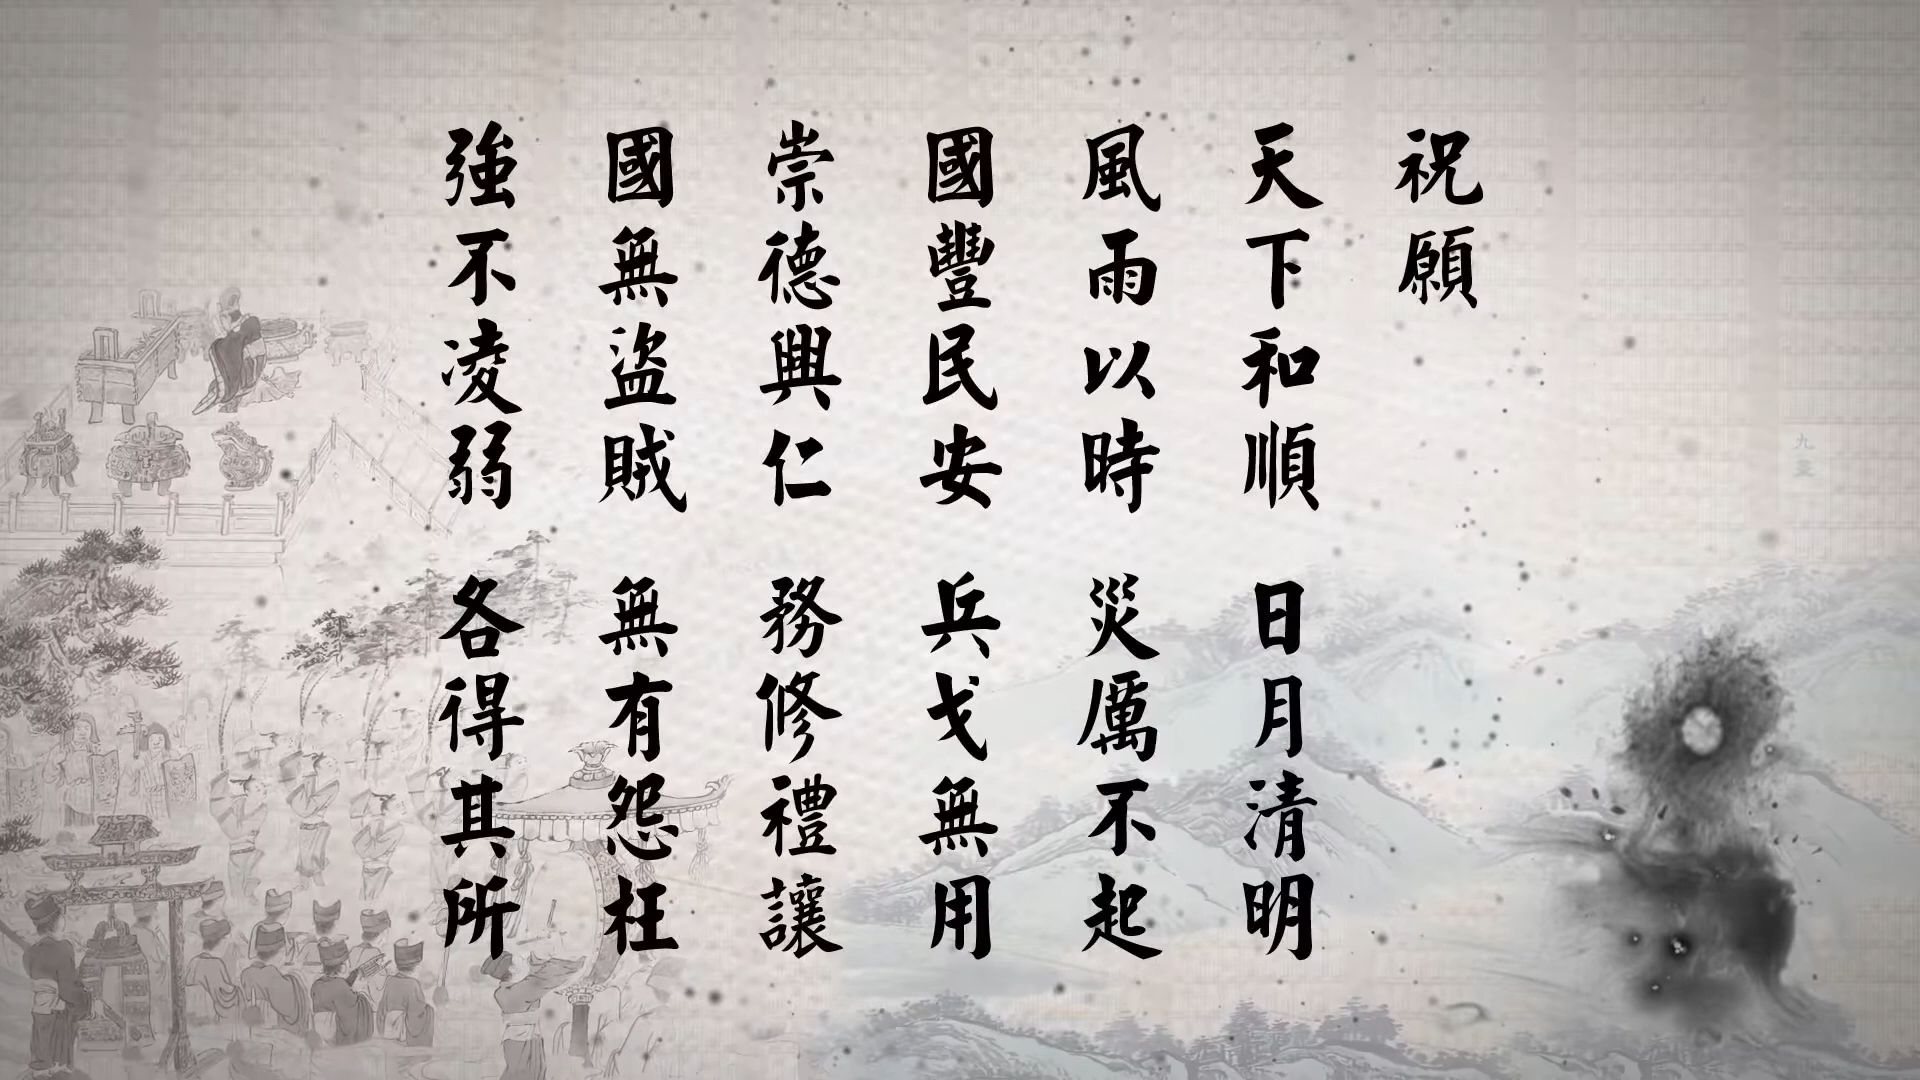 祝願
天下和順 日月清明
風雨以時 災厲不起
國豐民安 兵戈無用
崇德興仁 務修禮讓
國無盜賊 無有怨枉
強不凌弱 各得其所